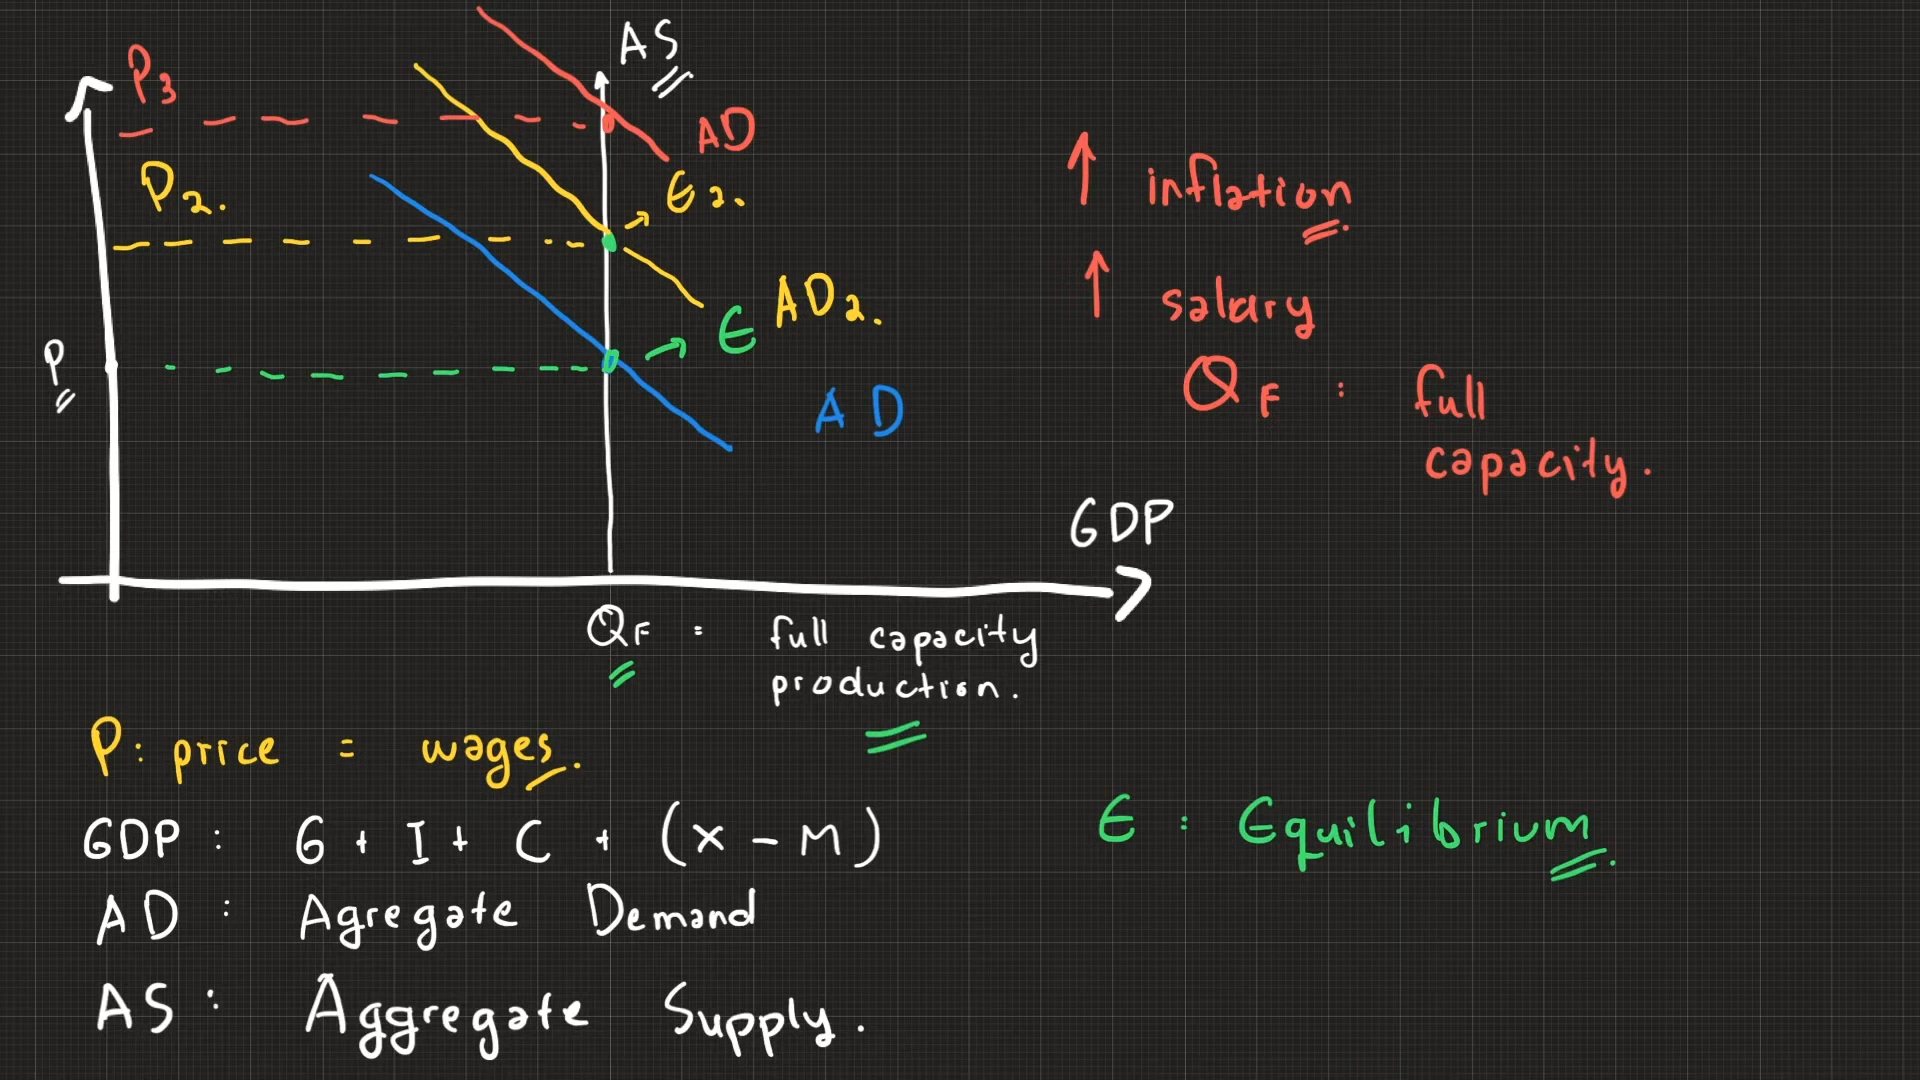 AS
P3
AD
P2.
E2.
AD2.
E
P
AD
↑ inflation
↑ salary
QF : full
capacity.
GDP
QF : full capacity
production.
P: price = wages.
GDP : G + I + C + (X - M)
AD : Agregate Demand
AS : Aggregate Supply.
E : Equilibrium.